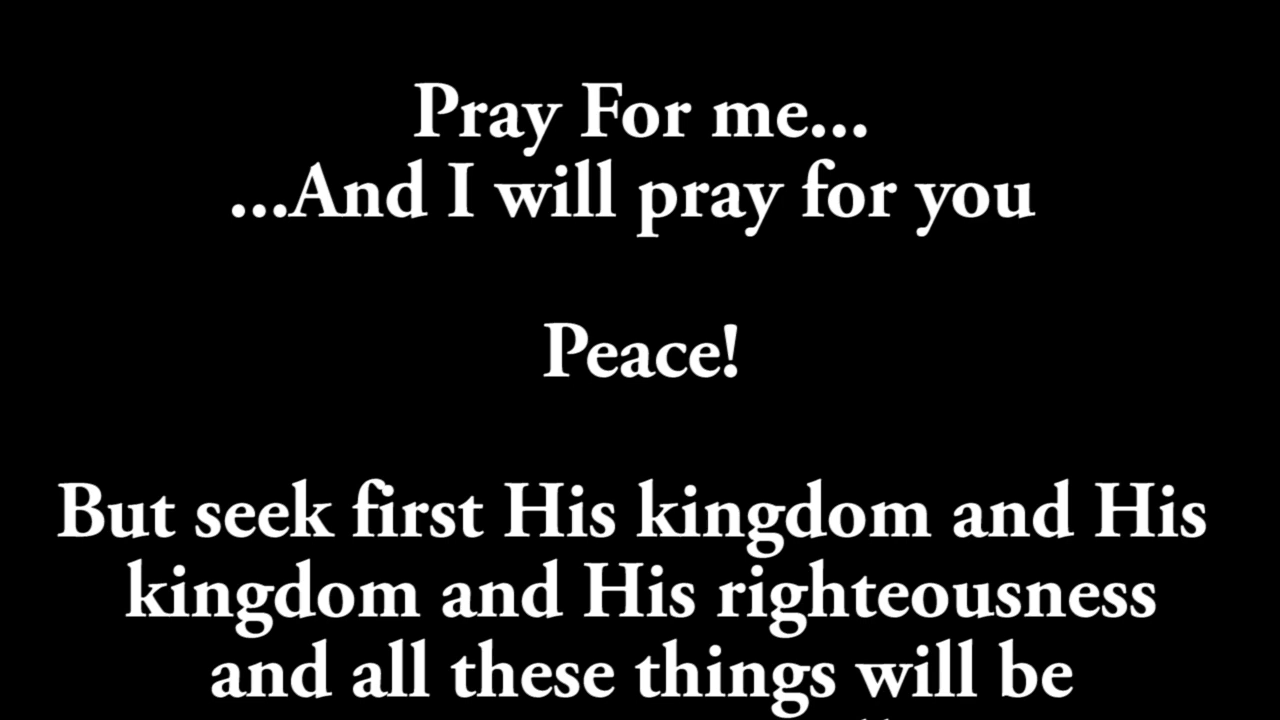 Pray For me...
...And I will pray for you
Peace!
But seek first His kingdom and His
kingdom and His righteousness
and all these things will be